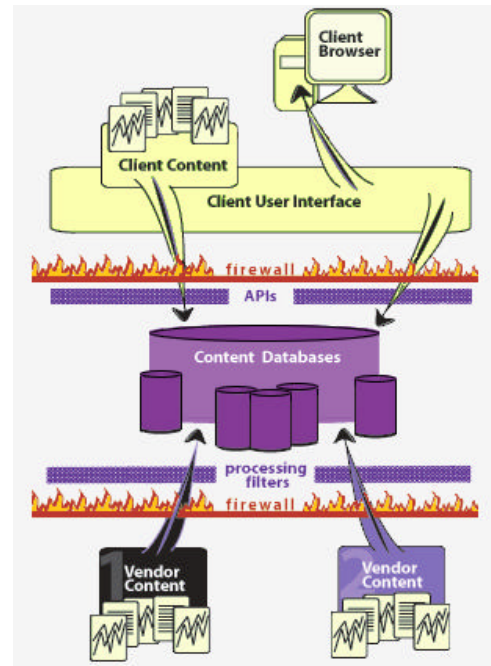 Client
Browser
Client Content
Client User Interface
firewall
APIs
Content Databases
processing
filters
firewall
1
Vendor
Content
2
Vendor
Content